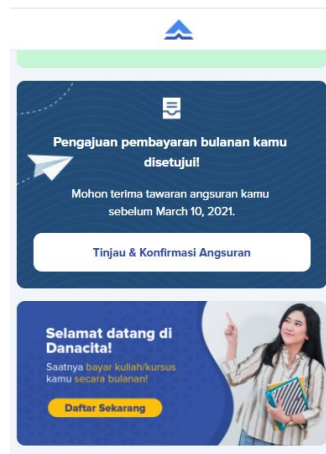 Pengajuan pembayaran bulanan kamu
disetujui!
Mohon terima tawaran angsuran kamu
sebelum March 10, 2021.
Tinjau & Konfirmasi Angsuran
Selamat datang di
Danacita!
Saatnya bayar kuliah/kursus
kamu secara bulanan!
Daftar Sekarang